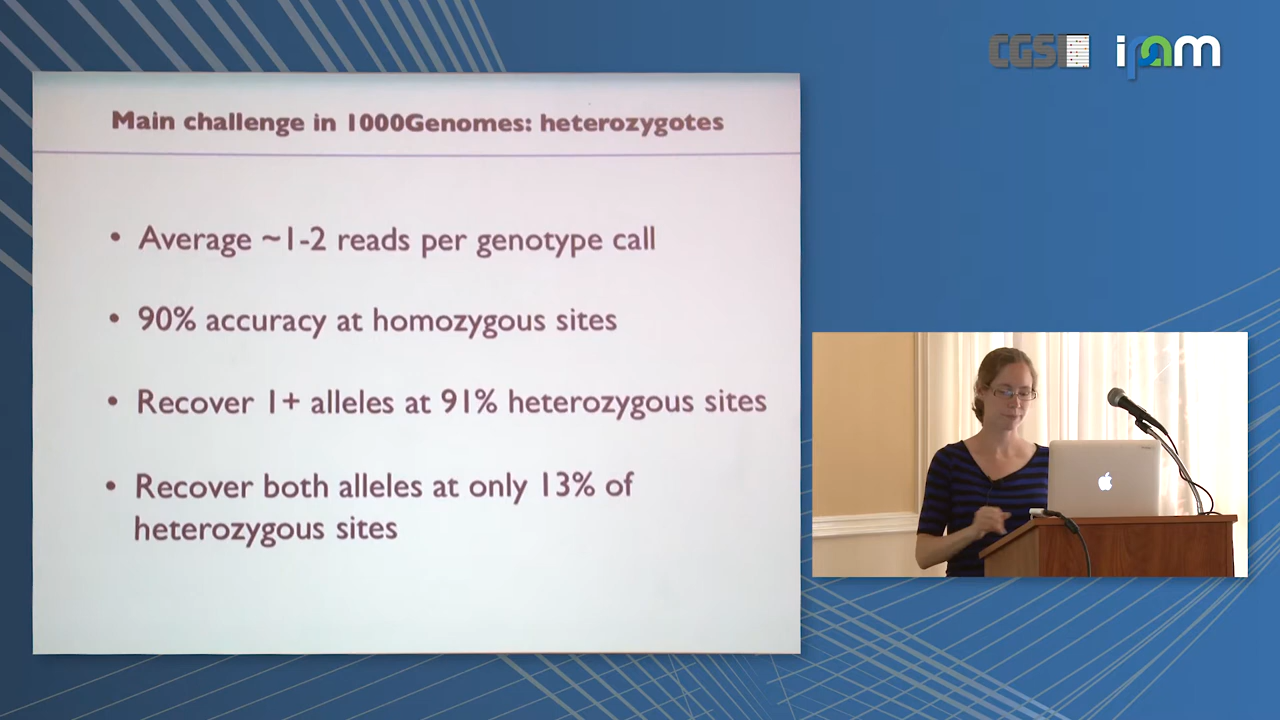 CGSI
ipam
Main challenge in 1000Genomes: heterozygotes
• Average ~1-2 reads per genotype call
• 90% accuracy at homozygous sites
• Recover 1+ alleles at 91% heterozygous sites
• Recover both alleles at only 13% of
heterozygous sites